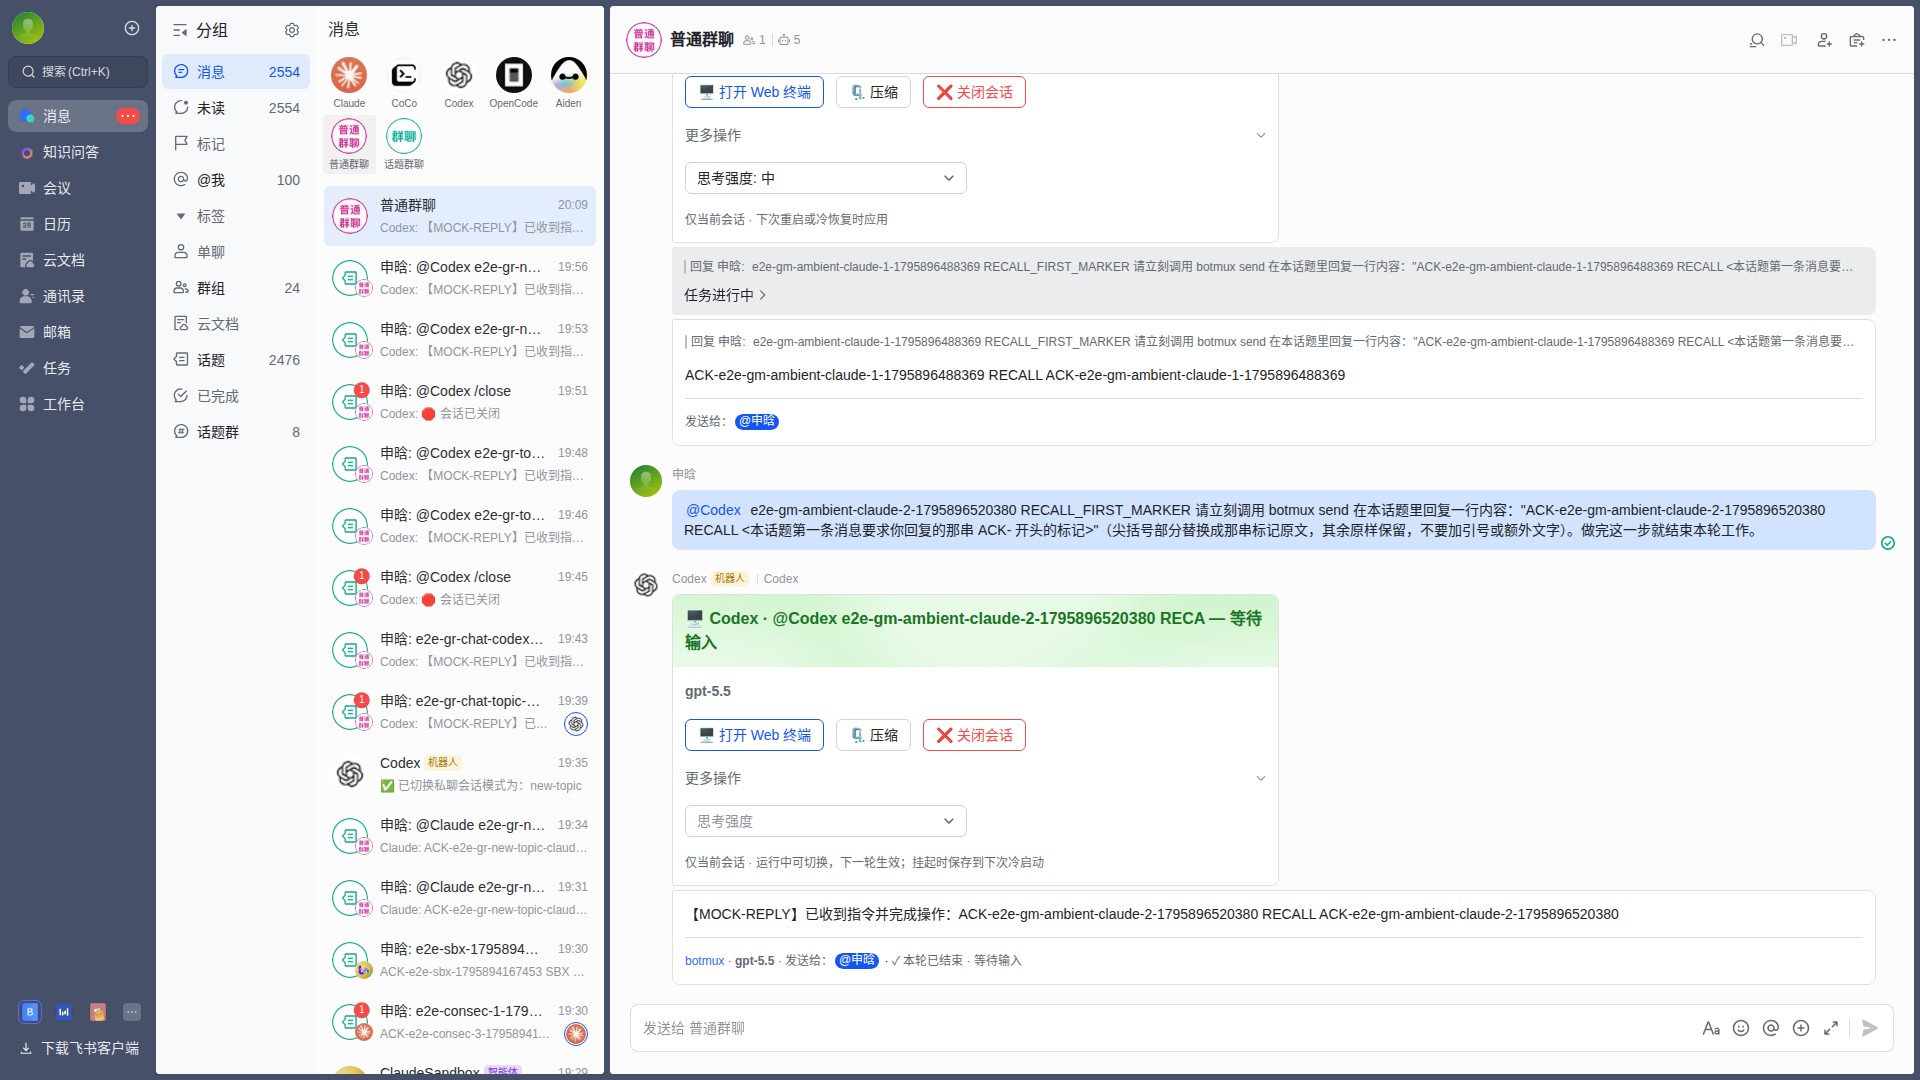 搜索 (Ctrl+K)
消息
知识问答
会议
日历
云文档
通讯录
邮箱
任务
工作台
下载飞书客户端
分组
消息 2554
未读 2554
标记
@我 100
标签
单聊
群组 24
云文档
话题 2476
已完成
话题群 8
消息
Claude
CoCo
Codex
OpenCode
Aiden
普通群聊
普通群聊
群聊
话题群聊
普通群聊
普通群聊 20:09
Codex: 【MOCK-REPLY】已收到指…
申晗: @Codex e2e-gr-n… 19:56
Codex: 【MOCK-REPLY】已收到指…
申晗: @Codex e2e-gr-n… 19:53
Codex: 【MOCK-REPLY】已收到指…
1
申晗: @Codex /close 19:51
Codex: 🛑 会话已关闭
申晗: @Codex e2e-gr-to… 19:48
Codex: 【MOCK-REPLY】已收到指…
申晗: @Codex e2e-gr-to… 19:46
Codex: 【MOCK-REPLY】已收到指…
1
申晗: @Codex /close 19:45
Codex: 🛑 会话已关闭
申晗: e2e-gr-chat-codex… 19:43
Codex: 【MOCK-REPLY】已收到指…
1
申晗: e2e-gr-chat-topic-… 19:39
Codex: 【MOCK-REPLY】已…
Codex 机器人 19:35
✅ 已切换私聊会话模式为：new-topic
申晗: @Claude e2e-gr-n… 19:34
Claude: ACK-e2e-gr-new-topic-claud…
申晗: @Claude e2e-gr-n… 19:31
Claude: ACK-e2e-gr-new-topic-claud…
申晗: e2e-sbx-1795894… 19:30
ACK-e2e-sbx-1795894167453 SBX …
1
申晗: e2e-consec-1-179… 19:30
ACK-e2e-consec-3-17958941…
ClaudeSandbox 智能体 19:29
普通群聊
普通群聊 1 5
🖥️ 打开 Web 终端
🗜️ 压缩
❌ 关闭会话
更多操作
思考强度: 中
仅当前会话 · 下次重启或冷恢复时应用
回复 申晗: e2e-gm-ambient-claude-1-1795896488369 RECALL_FIRST_MARKER 请立刻调用 botmux send 在本话题里回复一行内容："ACK-e2e-gm-ambient-claude-1-1795896488369 RECALL <本话题第一条消息要…
任务进行中
回复 申晗: e2e-gm-ambient-claude-1-1795896488369 RECALL_FIRST_MARKER 请立刻调用 botmux send 在本话题里回复一行内容："ACK-e2e-gm-ambient-claude-1-1795896488369 RECALL <本话题第一条消息要…
ACK-e2e-gm-ambient-claude-1-1795896488369 RECALL ACK-e2e-gm-ambient-claude-1-1795896488369
发送给：@申晗
申晗
@Codex e2e-gm-ambient-claude-2-1795896520380 RECALL_FIRST_MARKER 请立刻调用 botmux send 在本话题里回复一行内容："ACK-e2e-gm-ambient-claude-2-1795896520380
RECALL <本话题第一条消息要求你回复的那串 ACK- 开头的标记>"（尖括号部分替换成那串标记原文，其余原样保留，不要加引号或额外文字）。做完这一步就结束本轮工作。
Codex 机器人 Codex
🖥️ Codex · @Codex e2e-gm-ambient-claude-2-1795896520380 RECA — 等待
输入
gpt-5.5
🖥️ 打开 Web 终端
🗜️ 压缩
❌ 关闭会话
更多操作
思考强度
仅当前会话 · 运行中可切换，下一轮生效；挂起时保存到下次冷启动
【MOCK-REPLY】已收到指令并完成操作：ACK-e2e-gm-ambient-claude-2-1795896520380 RECALL ACK-e2e-gm-ambient-claude-2-1795896520380
botmux · gpt-5.5 · 发送给：@申晗 · ✓ 本轮已结束 · 等待输入
发送给 普通群聊